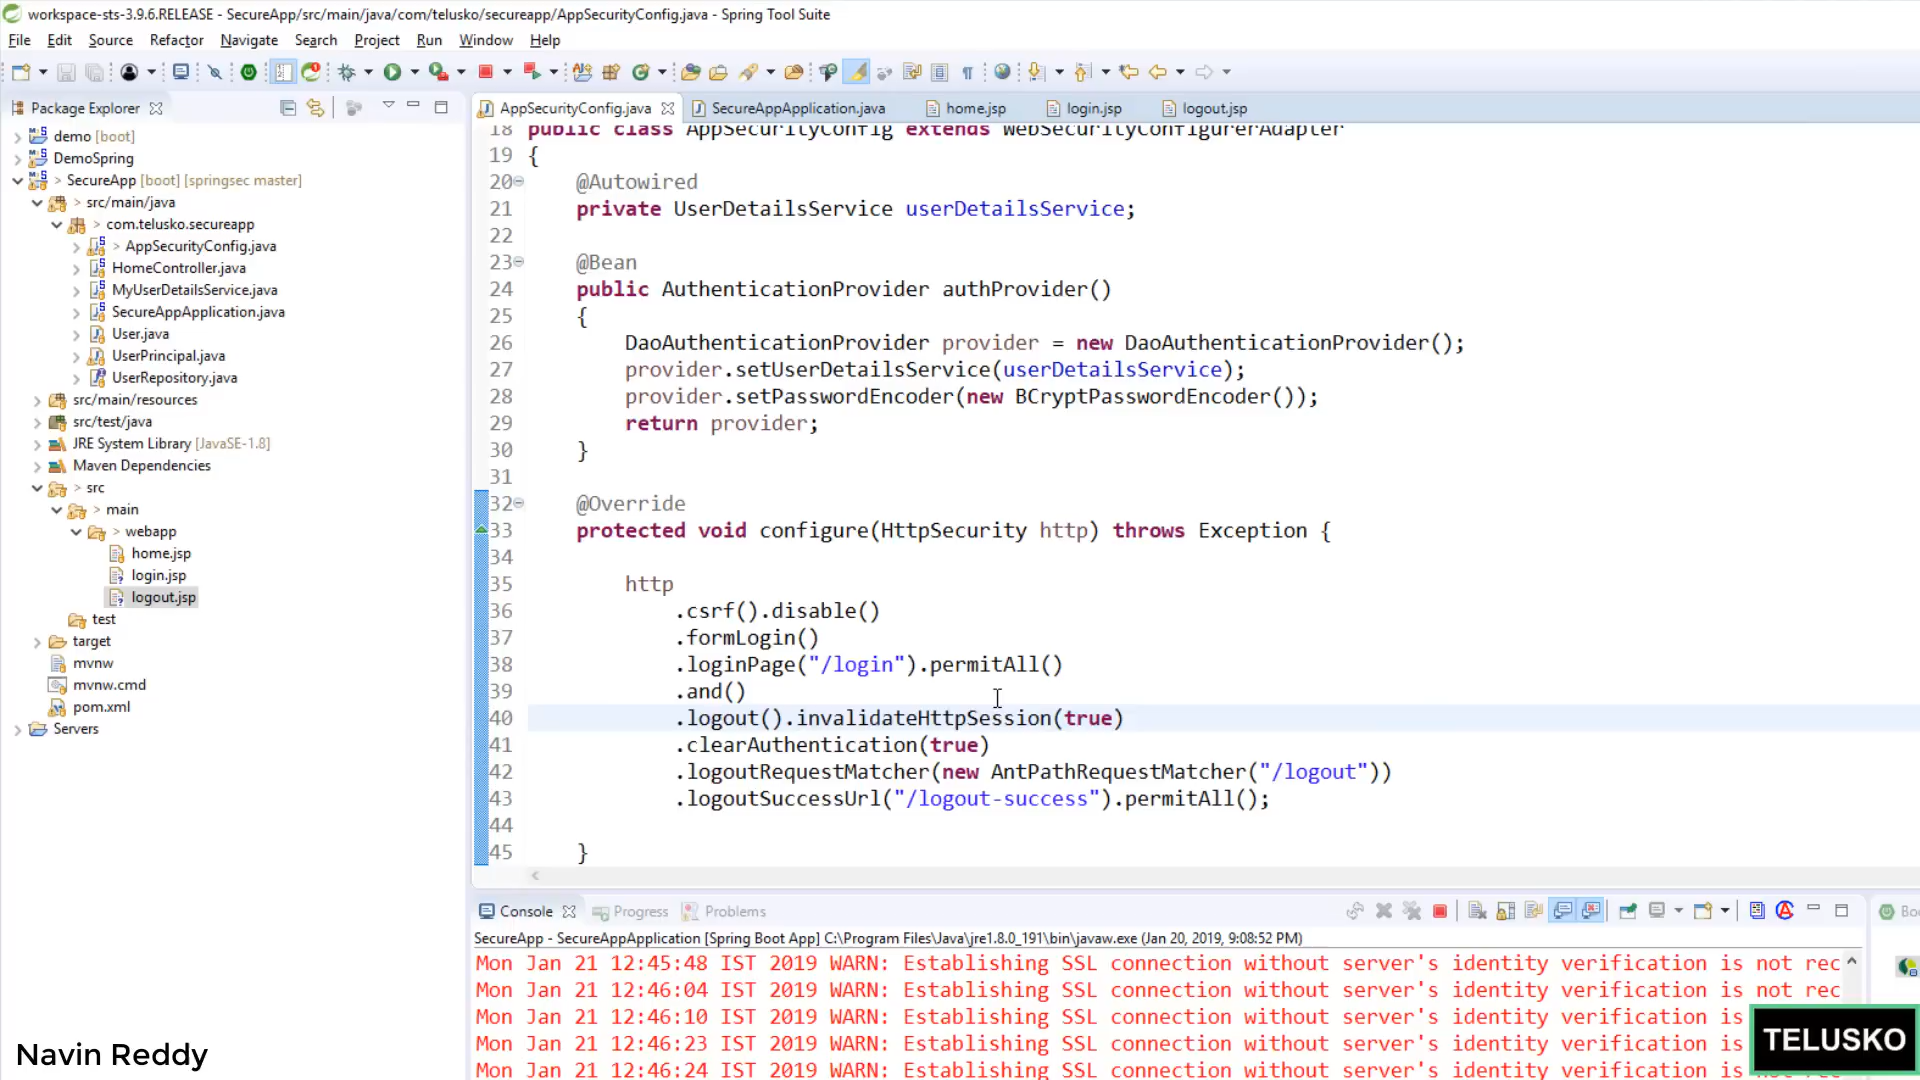 workspace-sts-3.9.6.RELEASE - SecureApp/src/main/java/com/telusko/secureapp/AppSecurityConfig.java - Spring Tool Suite
File Edit Source Refactor Navigate Search Project Run Window Help
Package Explorer
demo [boot]
DemoSpring
> SecureApp [boot] [springsec master]
> src/main/java
> com.telusko.secureapp
> AppSecurityConfig.java
HomeController.java
MyUserDetailsService.java
SecureAppApplication.java
User.java
UserPrincipal.java
UserRepository.java
src/main/resources
src/test/java
JRE System Library [JavaSE-1.8]
Maven Dependencies
> src
> main
> webapp
home.jsp
login.jsp
logout.jsp
test
target
mvnw
mvnw.cmd
pom.xml
Servers
AppSecurityConfig.java SecureAppApplication.java home.jsp login.jsp logout.jsp
18 public class AppSecurityConfig extends WebSecurityConfigurerAdapter
19 {
20 @Autowired
21 private UserDetailsService userDetailsService;
22
23 @Bean
24 public AuthenticationProvider authProvider()
25 {
26 DaoAuthenticationProvider provider = new DaoAuthenticationProvider();
27 provider.setUserDetailsService(userDetailsService);
28 provider.setPasswordEncoder(new BCryptPasswordEncoder());
29 return provider;
30 }
31
32 @Override
33 protected void configure(HttpSecurity http) throws Exception {
34
35 http
36 .csrf().disable()
37 .formLogin()
38 .loginPage("/login").permitAll()
39 .and()
40 .logout().invalidateHttpSession(true)
41 .clearAuthentication(true)
42 .logoutRequestMatcher(new AntPathRequestMatcher("/logout"))
43 .logoutSuccessUrl("/logout-success").permitAll();
44
45 }
Console Progress Problems
Boo
SecureApp - SecureAppApplication [Spring Boot App] C:\Program Files\Java\jre1.8.0_191\bin\javaw.exe (Jan 20, 2019, 9:08:52 PM)
Mon Jan 21 12:45:48 IST 2019 WARN: Establishing SSL connection without server's identity verification is not rec
Mon Jan 21 12:46:04 IST 2019 WARN: Establishing SSL connection without server's identity verification is not rec
Mon Jan 21 12:46:10 IST 2019 WARN: Establishing SSL connection without server's identity verification is
Mon Jan 21 12:46:23 IST 2019 WARN: Establishing SSL connection without server's identity verification is
Mon Jan 21 12:46:24 IST 2019 WARN: Establishing SSL connection without server's identity verification is
Navin Reddy
TELUSKO